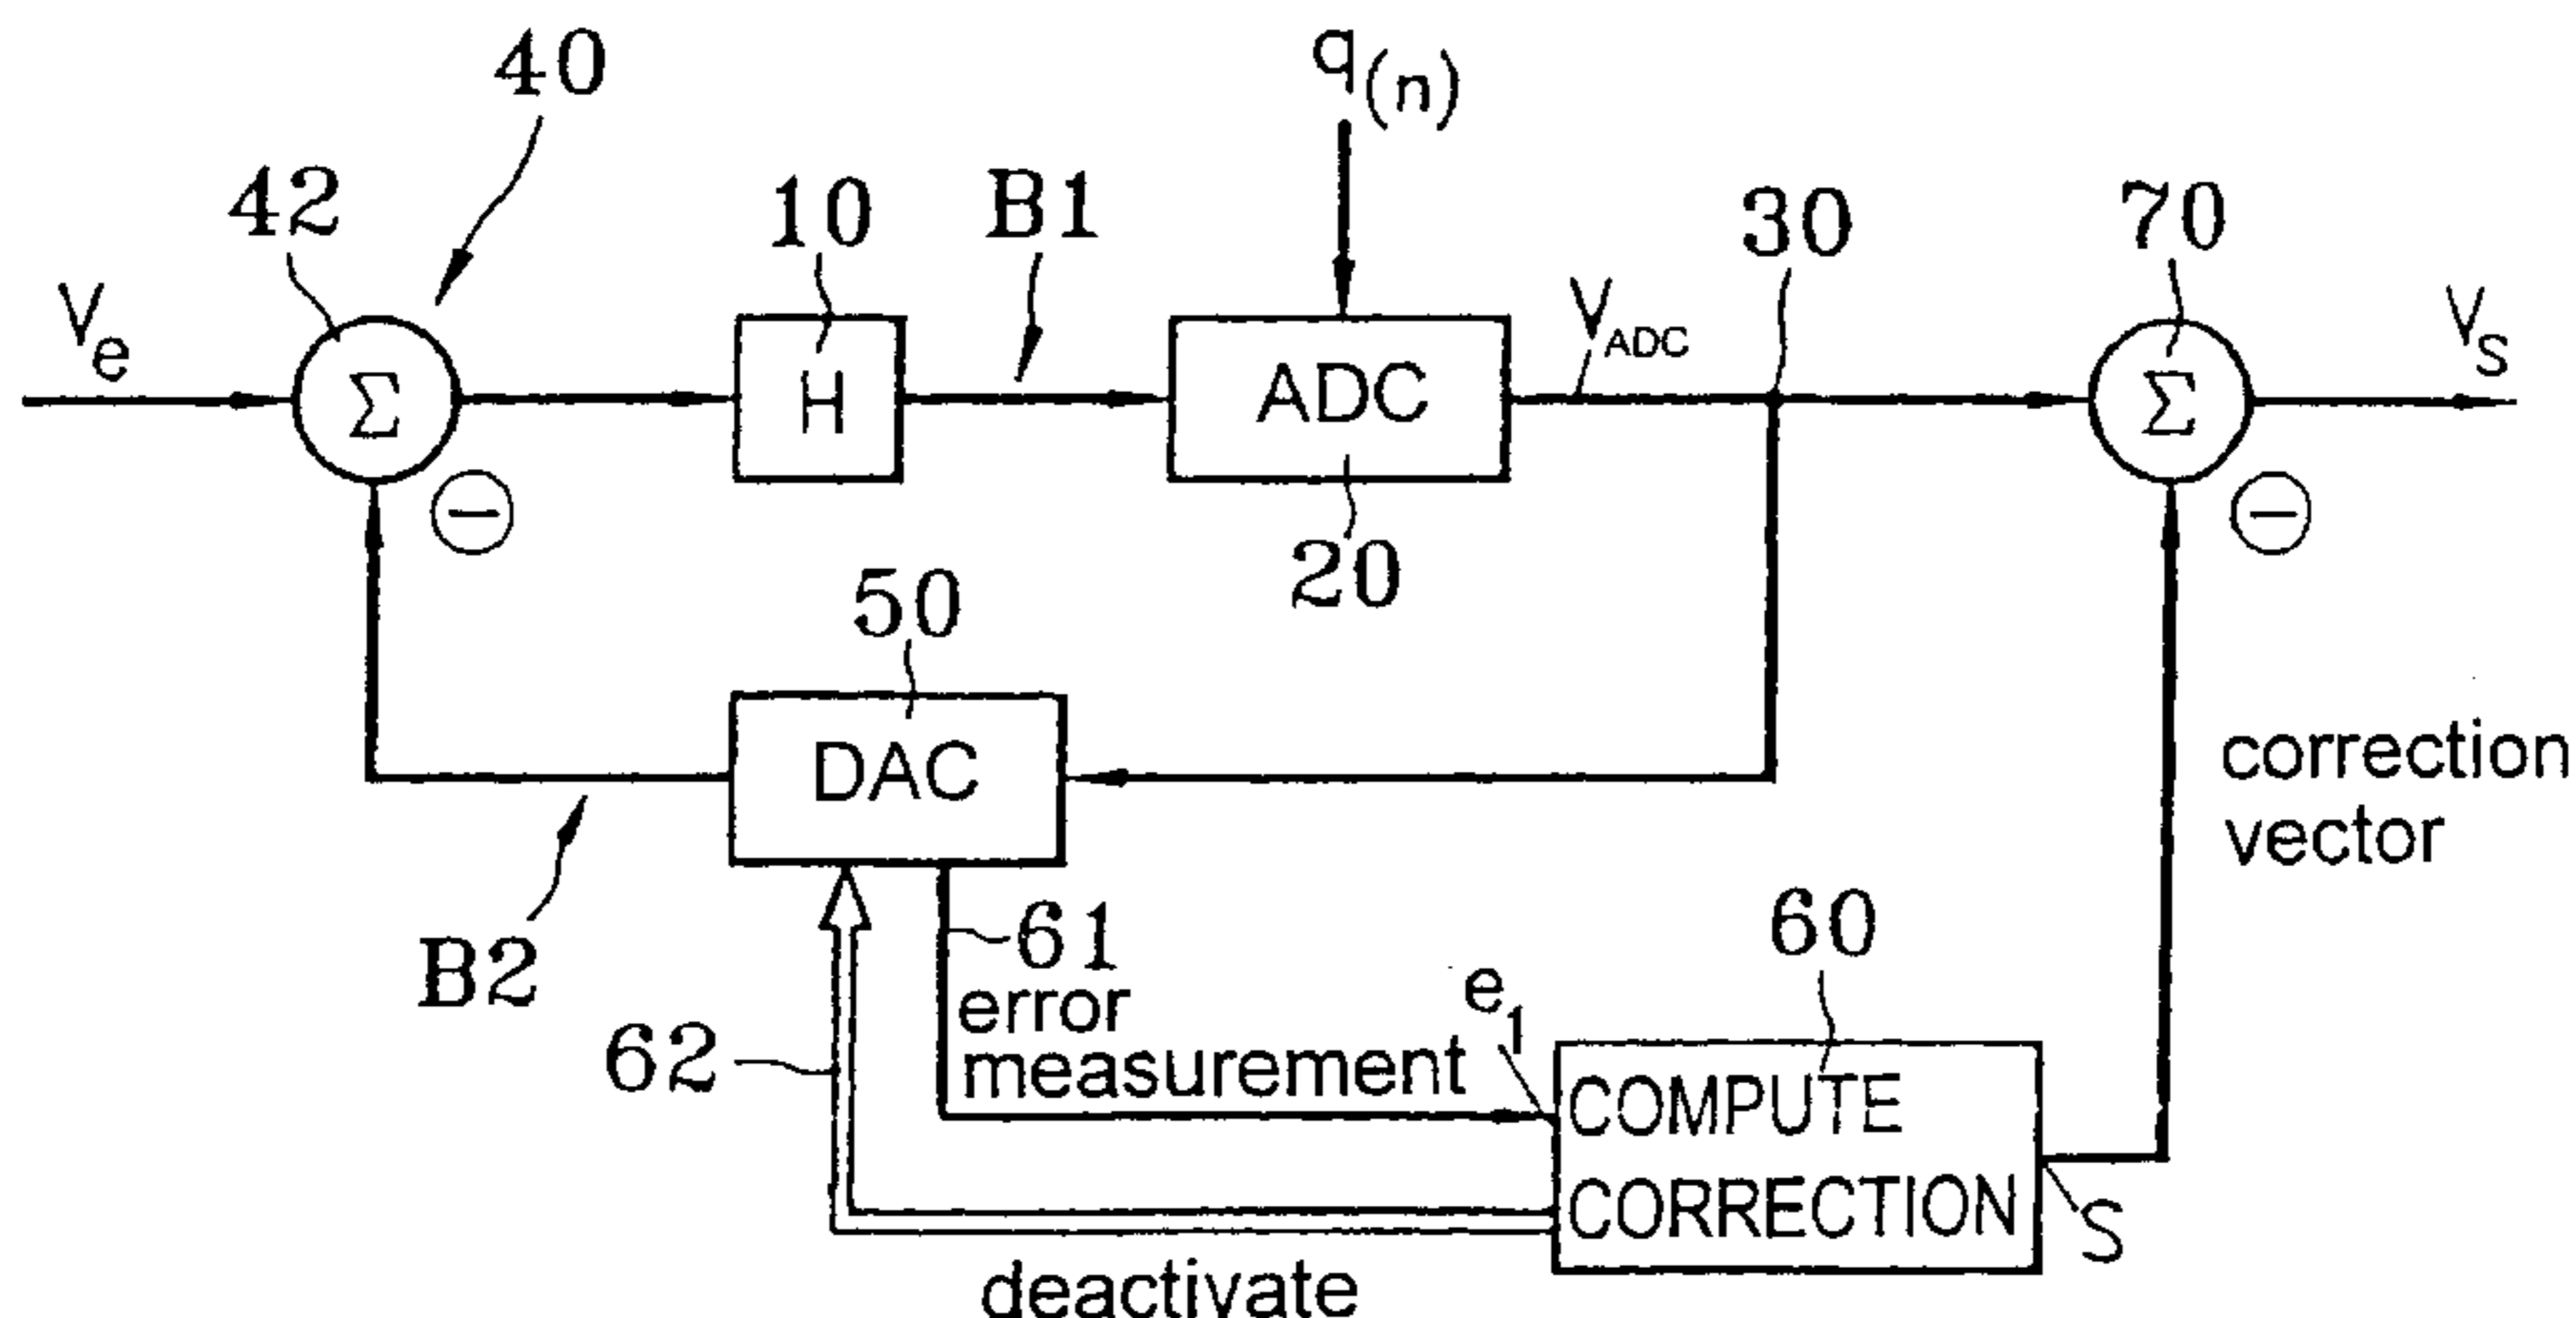 40
q(n)
42
10
B1
30
70
Ve
VADC
Vs
Σ
H
ADC
Σ
−
−
20
50
DAC
correction
vector
B2
61
60
error
e1
62
measurement
COMPUTE
CORRECTION
S
deactivate